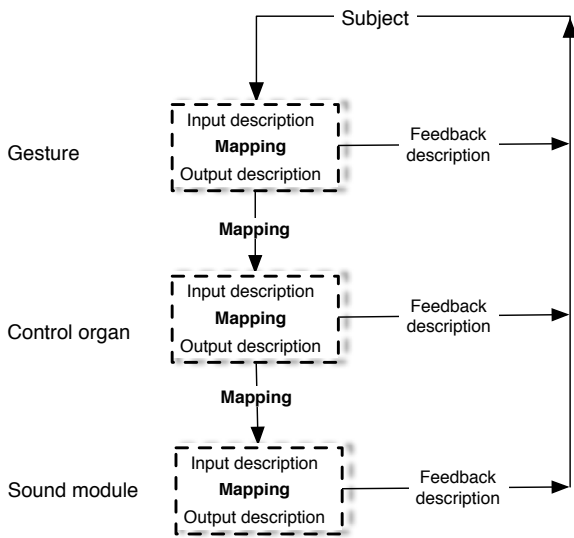 Subject
Input description
Mapping
Output description
Gesture
Feedback
description
Mapping
Input description
Mapping
Output description
Control organ
Feedback
description
Mapping
Input description
Mapping
Output description
Sound module
Feedback
description